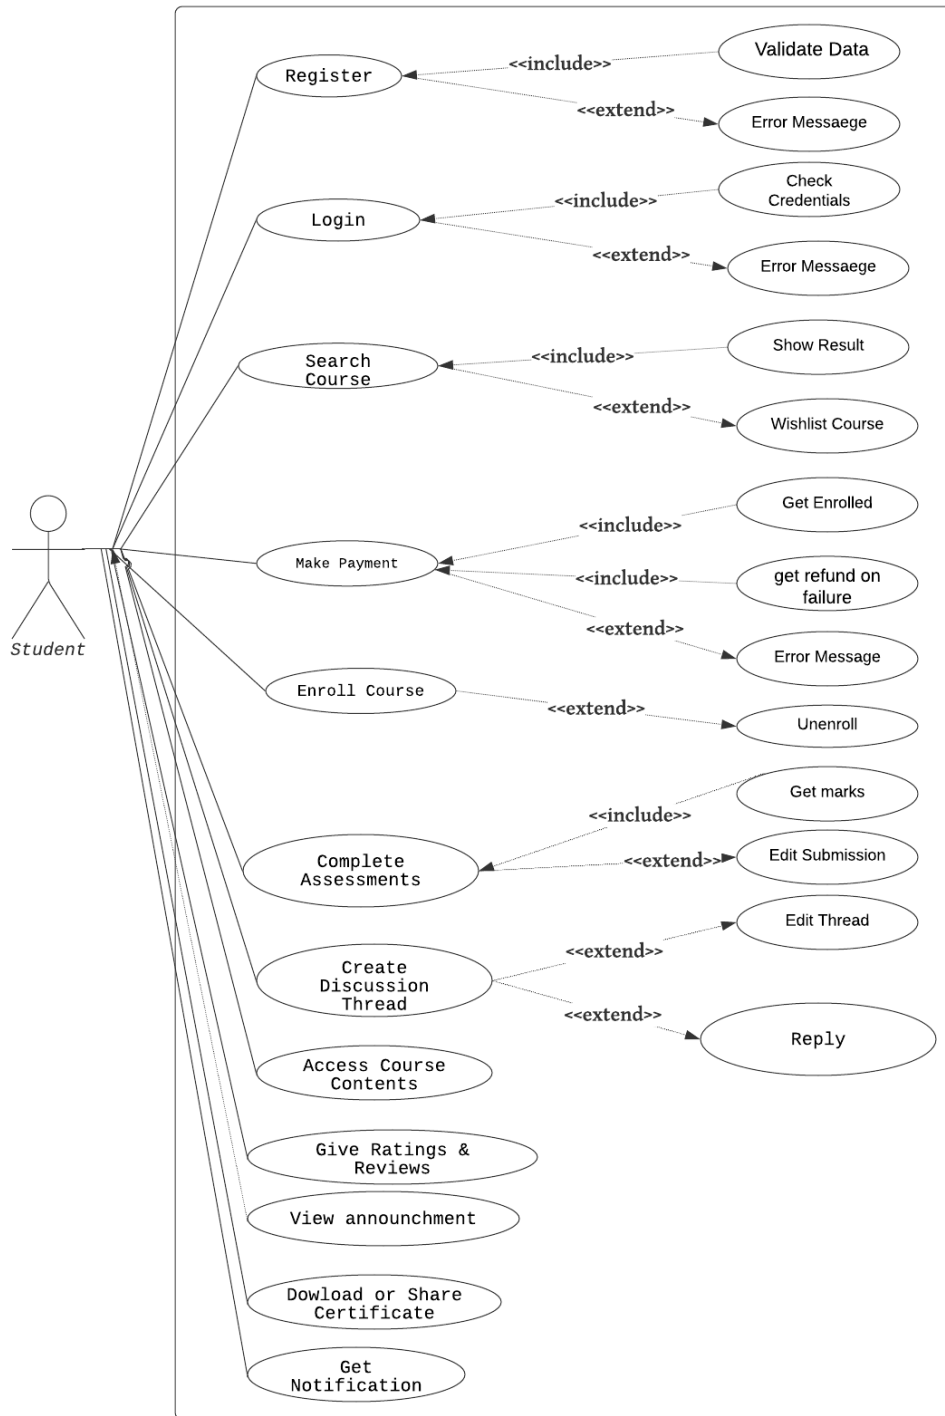 Validate Data
<<include>>
Register
<<extend>>
Error Messaege
Check
Credentials
<<include>>
Login
<<extend>>
Error Messaege
Show Result
<<include>>
Search
Course
<<extend>>
Wishlist Course
Get Enrolled
<<include>>
Make Payment
<<include>>
get refund on
failure
<<extend>>
Error Message
Student
Enroll Course
<<extend>>
Unenroll
Get marks
<<include>>
Complete
Assessments
<<extend>>
Edit Submission
Edit Thread
<<extend>>
Create
Discussion
Thread
<<extend>>
Reply
Access Course
Contents
Give Ratings &
Reviews
View announchment
Dowload or Share
Certificate
Get
Notification